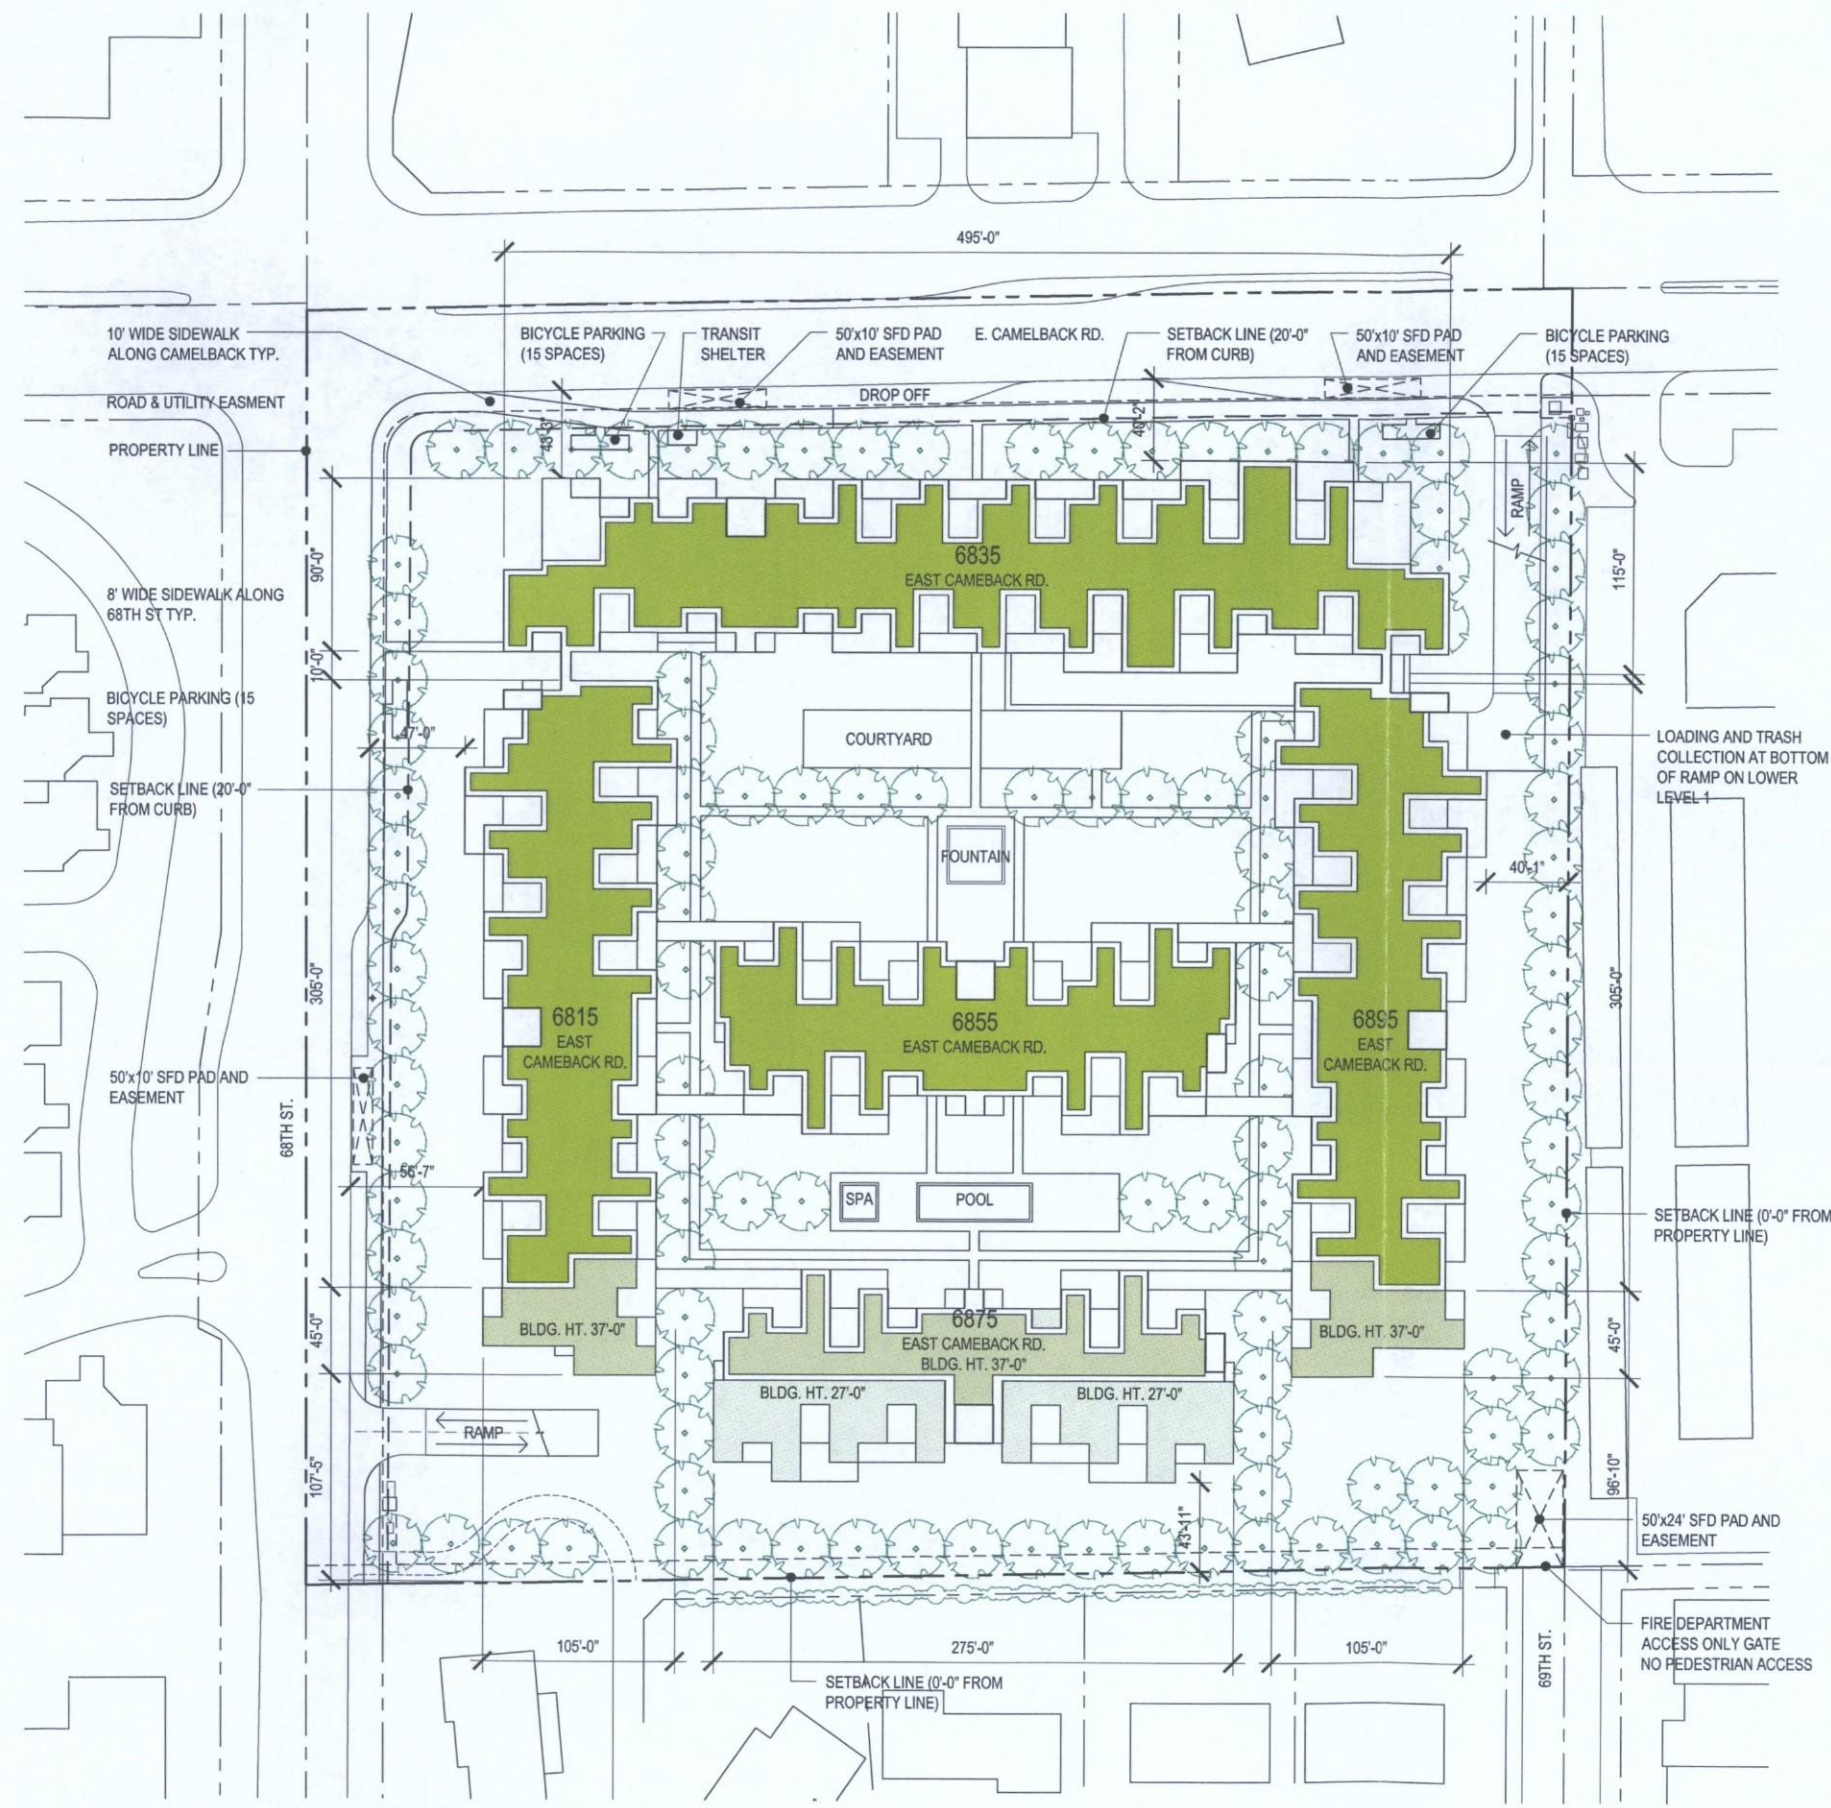 495'-0"
10' WIDE SIDEWALK
ALONG CAMELBACK TYP.
BICYCLE PARKING
(15 SPACES)
TRANSIT
SHELTER
50'x10' SFD PAD
AND EASEMENT
E. CAMELBACK RD.
SETBACK LINE (20'-0"
FROM CURB)
50'x10' SFD PAD
AND EASEMENT
BICYCLE PARKING
(15 SPACES)
ROAD & UTILITY EASMENT
DROP OFF
PROPERTY LINE
43'-3"
40'-2"
RAMP
90'-0"
115'-0"
6835
EAST CAMEBACK RD.
8' WIDE SIDEWALK ALONG
68TH ST TYP.
10'-0"
BICYCLE PARKING (15
SPACES)
47'-0"
COURTYARD
LOADING AND TRASH
COLLECTION AT BOTTOM
OF RAMP ON LOWER
LEVEL 1
SETBACK LINE (20'-0"
FROM CURB)
FOUNTAIN
40'-1"
305'-0"
305'-0"
6815
EAST
CAMEBACK RD.
6855
EAST CAMEBACK RD.
6895
EAST
CAMEBACK RD.
50'x10' SFD PAD AND
EASEMENT
68TH ST.
56'-7"
SPA
POOL
SETBACK LINE (0'-0" FROM
PROPERTY LINE)
45'-0"
BLDG. HT. 37'-0"
6875
EAST CAMEBACK RD.
BLDG. HT. 37'-0"
BLDG. HT. 37'-0"
45'-0"
BLDG. HT. 27'-0"
BLDG. HT. 27'-0"
RAMP
107'-5"
96'-10"
43'-11"
50'x24' SFD PAD AND
EASEMENT
105'-0"
275'-0"
105'-0"
69TH ST.
FIRE DEPARTMENT
ACCESS ONLY GATE
NO PEDESTRIAN ACCESS
SETBACK LINE (0'-0" FROM
PROPERTY LINE)